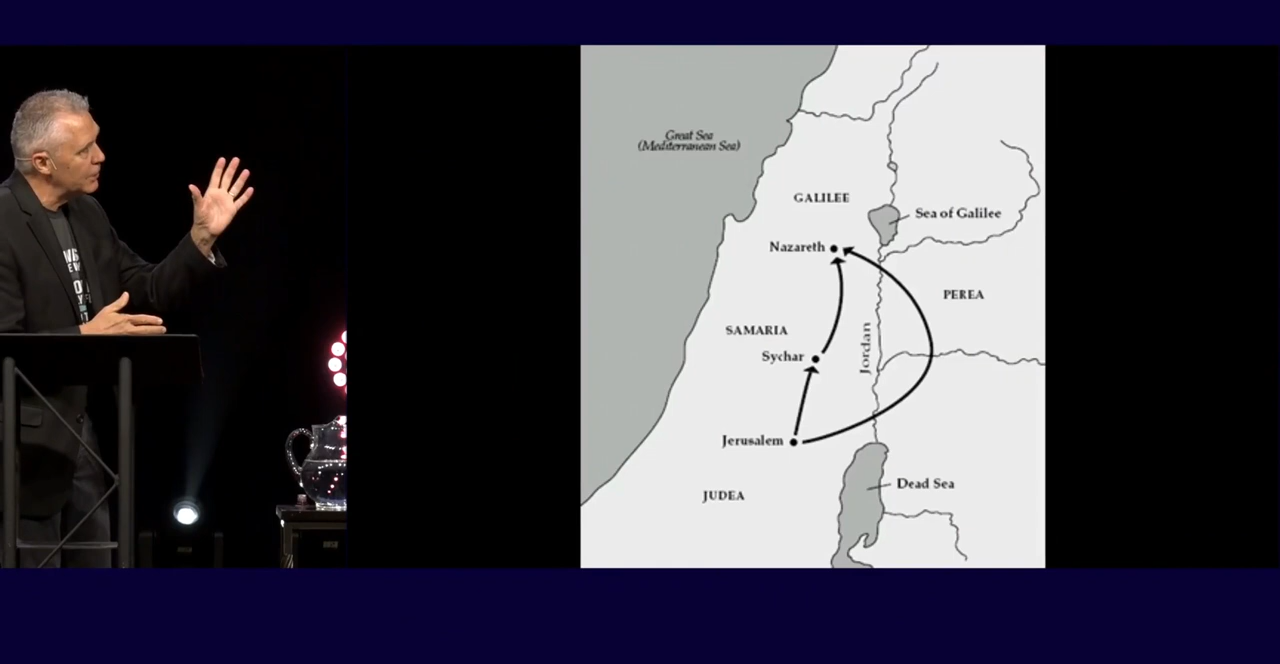 Great Sea
(Mediterranean Sea)
GALILEE
Sea of Galilee
Nazareth
PEREA
SAMARIA
Jordan
Sychar
Jerusalem
Dead Sea
JUDEA